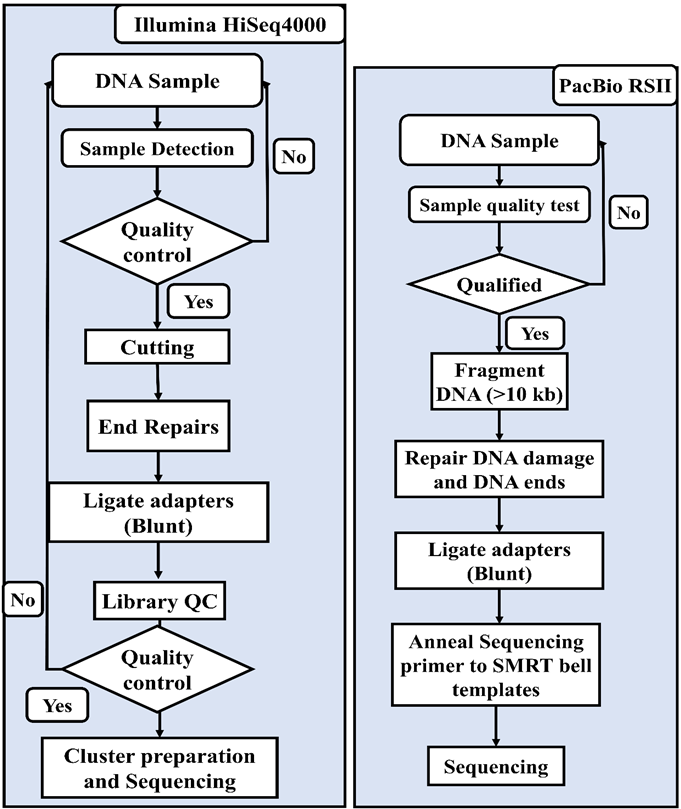 Illumina HiSeq4000
DNA Sample
Sample Detection
No
Quality
control
Yes
Cutting
End Repairs
Ligate adapters
(Blunt)
No
Library QC
Quality
control
Yes
Cluster preparation
and Sequencing
PacBio RSII
DNA Sample
Sample quality test
No
Qualified
Yes
Fragment
DNA (>10 kb)
Repair DNA damage
and DNA ends
Ligate adapters
(Blunt)
Anneal Sequencing
primer to SMRT bell
templates
Sequencing